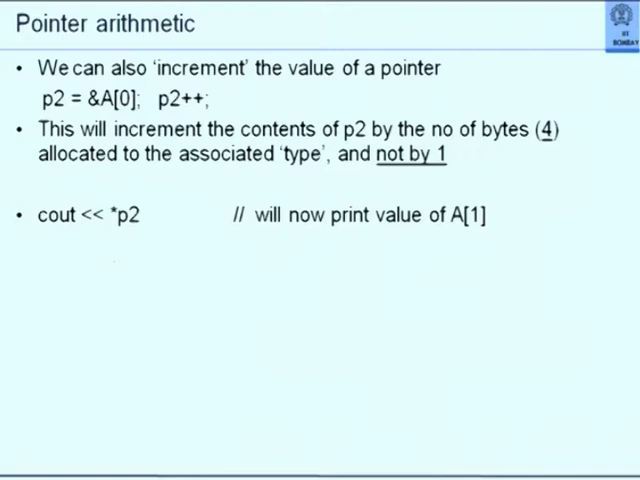 Pointer arithmetic
IIT
BOMBAY
• We can also 'increment' the value of a pointer
p2 = &A[0]; p2++;
• This will increment the contents of p2 by the no of bytes (4)
allocated to the associated 'type', and not by 1
• cout << *p2 // will now print value of A[1]